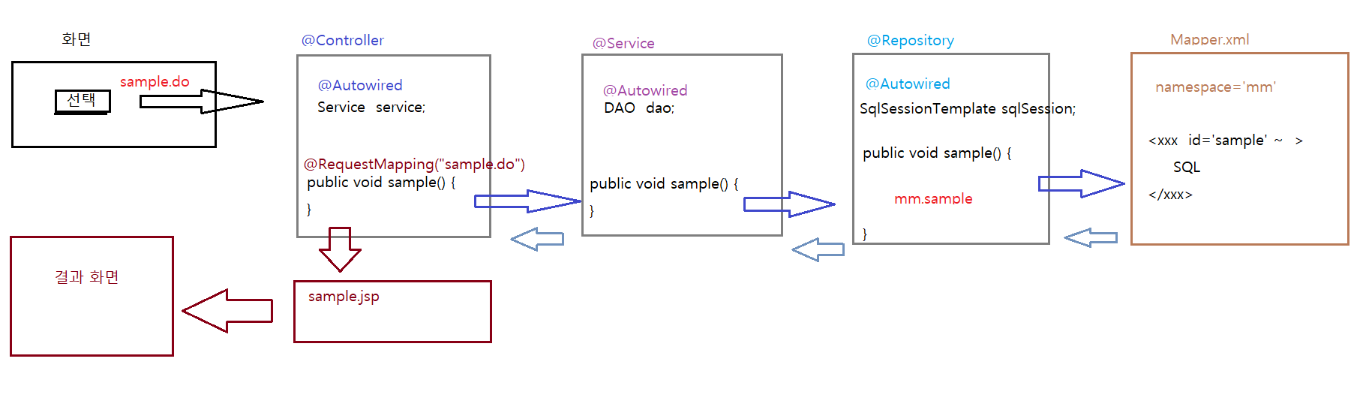 화면
sample.do
선택
@Controller
@Autowired
Service service;
@RequestMapping("sample.do")
public void sample() {
}
@Service
@Autowired
DAO dao;
public void sample() {
}
@Repository
@Autowired
SqlSessionTemplate sqlSession;
public void sample() {
mm.sample
}
Mapper.xml
namespace='mm'
<xxx id='sample' ~ >
SQL
</xxx>
sample.jsp
결과 화면